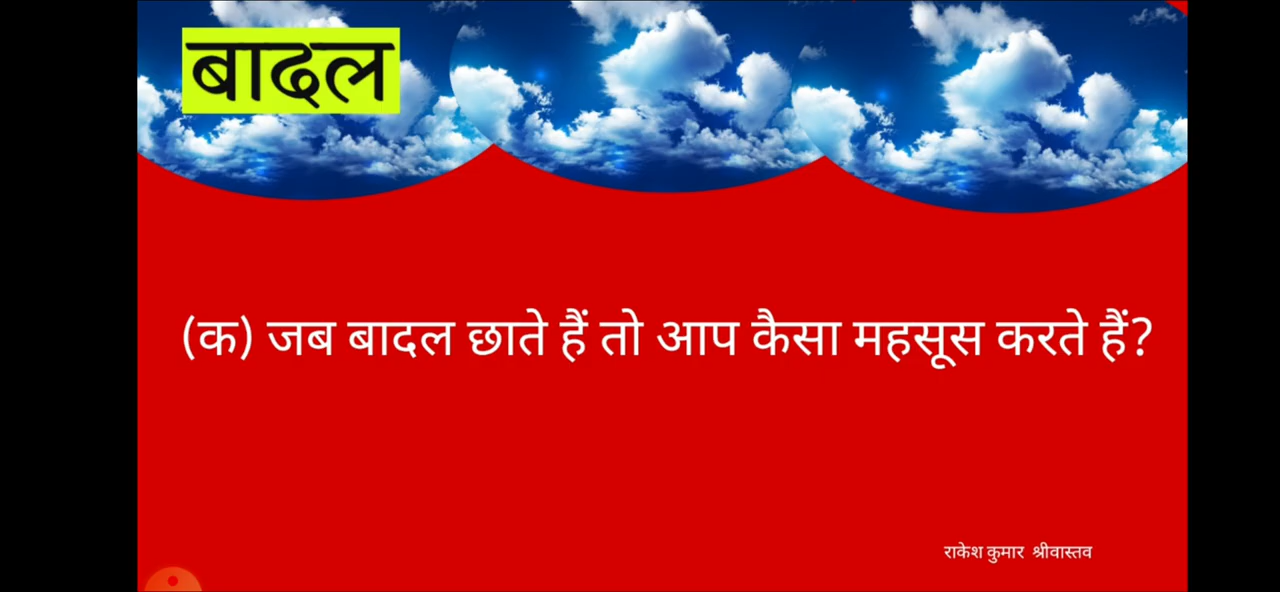 बादल
(क) जब बादल छाते हैं तो आप कैसा महसूस करते हैं?
राकेश कुमार श्रीवास्तव